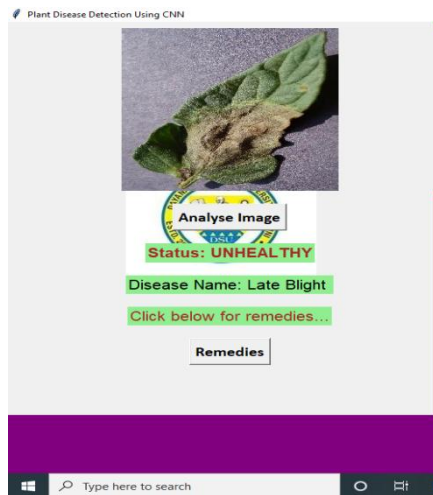 Plant Disease Detection Using CNN
Analyse Image
DSU
Status: UNHEALTHY
Disease Name: Late Blight
Click below for remedies...
Remedies
Type here to search